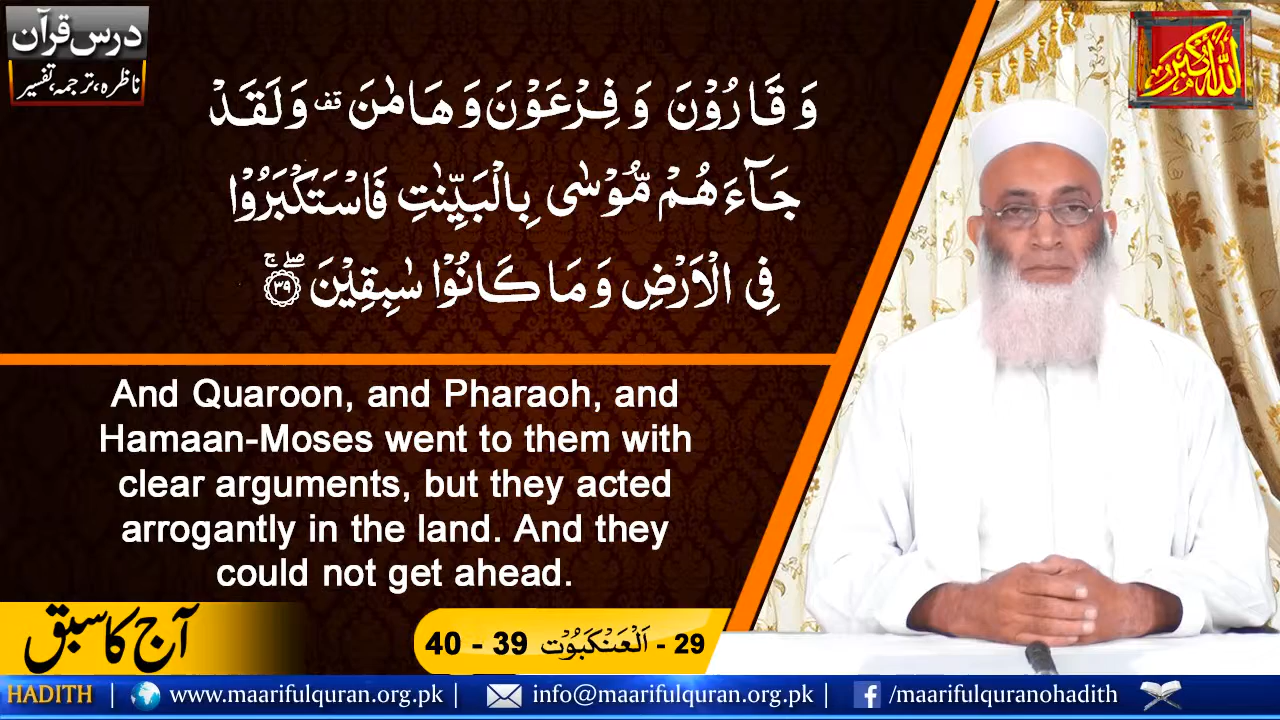 درس قرآن
ناظرہ، ترجمہ، تفسیر
اللہ اکبر
وَ قَارُوْنَ وَ فِرْعَوْنَ وَ هَامٰنَ ۫ وَ لَقَدْ
جَآءَهُمْ مُّوْسٰى بِالْبَيِّنٰتِ فَاسْتَكْبَرُوْا
فِی الْاَرْضِ وَ مَا كَانُوْا سٰبِقِيْنَ ۚۖ۝۳۹
And Quaroon, and Pharaoh, and
Hamaan-Moses went to them with
clear arguments, but they acted
arrogantly in the land. And they
could not get ahead.
آج کا سبق
29 - اَلْعَنْكَبُوْت 39 - 40
HADITH | www.maarifulquran.org.pk | info@maarifulquran.org.pk | /maarifulquranohadith